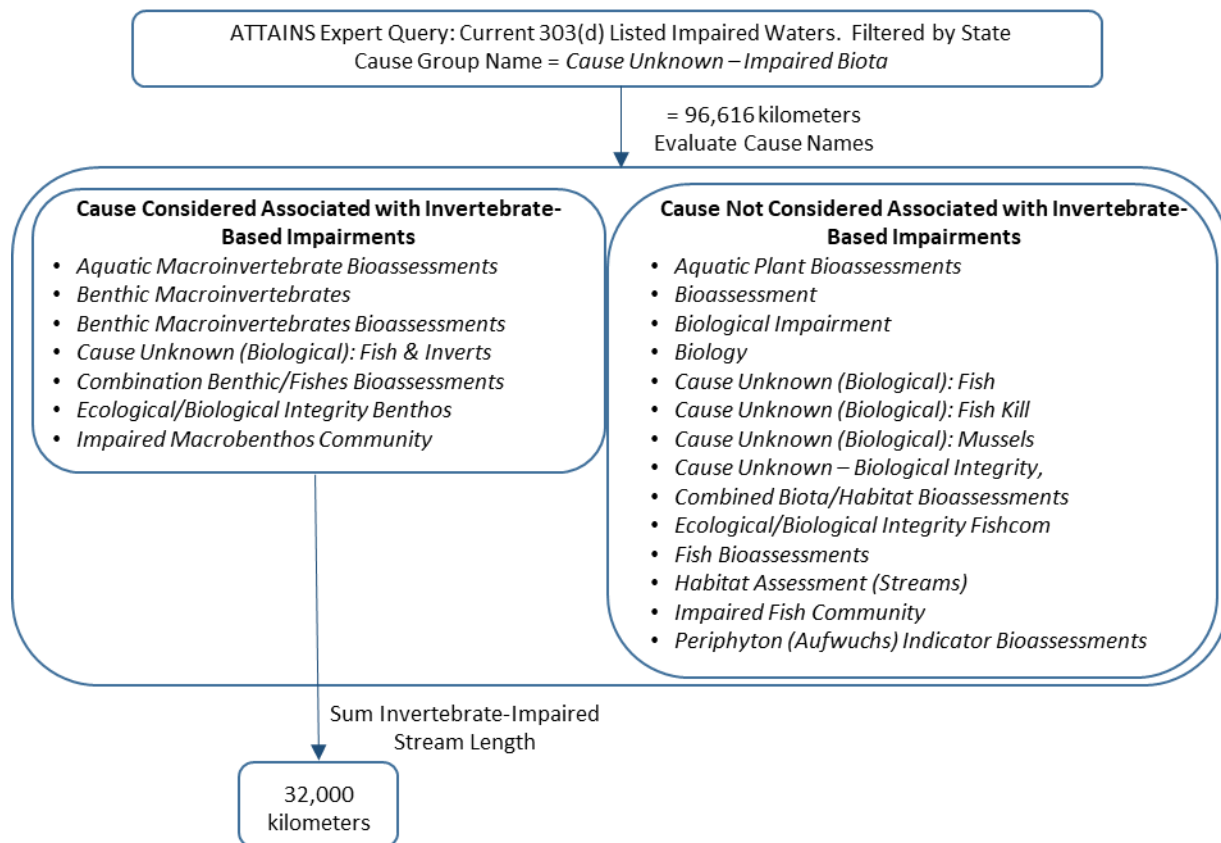 ATTAINS Expert Query: Current 303(d) Listed Impaired Waters.  Filtered by State
Cause Group Name = Cause Unknown – Impaired Biota
= 96,616 kilometers
Evaluate Cause Names
Cause Considered Associated with Invertebrate-
Based Impairments
• Aquatic Macroinvertebrate Bioassessments
• Benthic Macroinvertebrates
• Benthic Macroinvertebrates Bioassessments
• Cause Unknown (Biological): Fish & Inverts
• Combination Benthic/Fishes Bioassessments
• Ecological/Biological Integrity Benthos
• Impaired Macrobenthos Community
Cause Not Considered Associated with Invertebrate-
Based Impairments
• Aquatic Plant Bioassessments
• Bioassessment
• Biological Impairment
• Biology
• Cause Unknown (Biological): Fish
• Cause Unknown (Biological): Fish Kill
• Cause Unknown (Biological): Mussels
• Cause Unknown – Biological Integrity,
• Combined Biota/Habitat Bioassessments
• Ecological/Biological Integrity Fishcom
• Fish Bioassessments
• Habitat Assessment (Streams)
• Impaired Fish Community
• Periphyton (Aufwuchs) Indicator Bioassessments
Sum Invertebrate-Impaired
Stream Length
32,000
kilometers